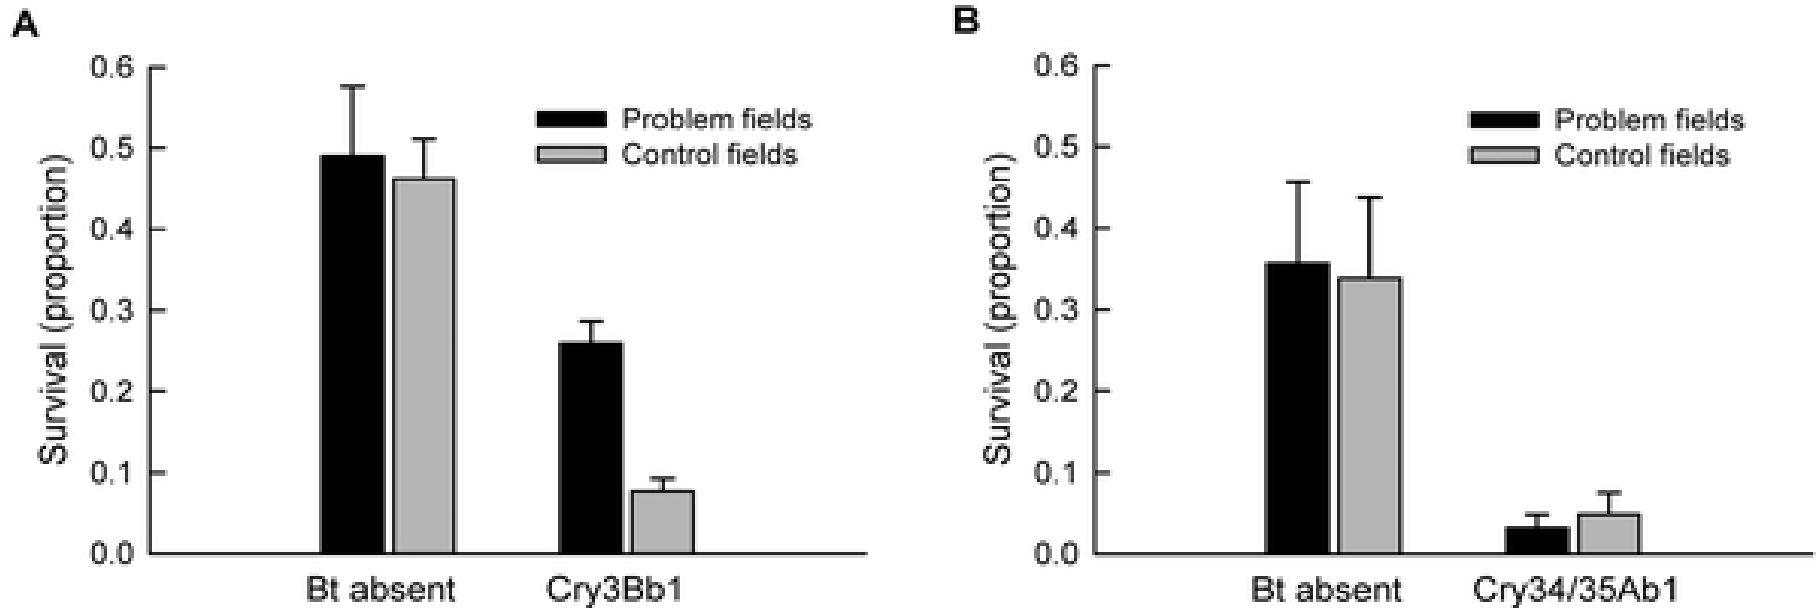 A
Survival (proportion)
0.6
0.5
0.4
0.3
0.2
0.1
0.0
Problem fields
Control fields
Bt absent
Cry3Bb1
B
Survival (proportion)
0.6
0.5
0.4
0.3
0.2
0.1
0.0
Problem fields
Control fields
Bt absent
Cry34/35Ab1